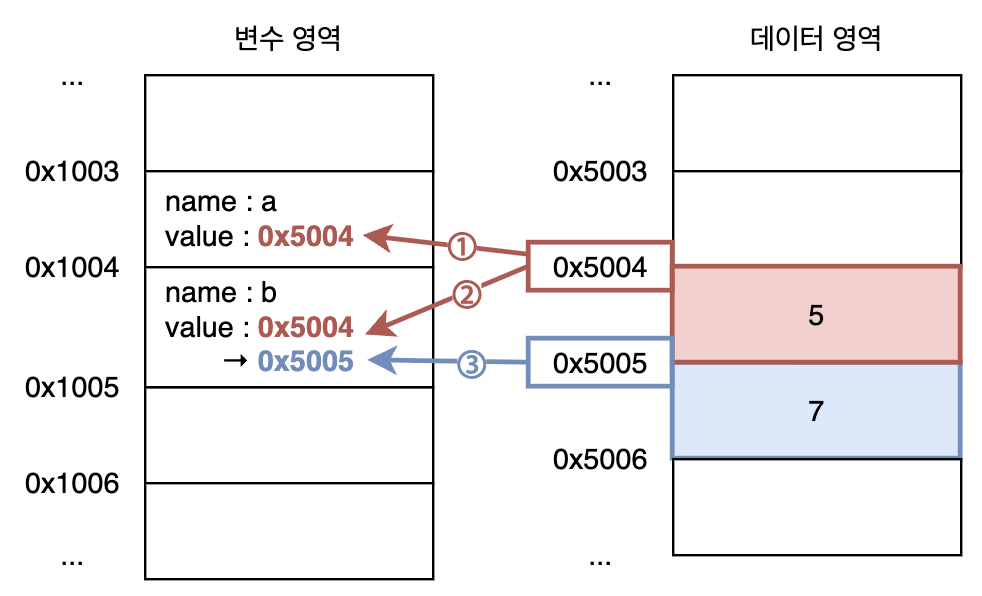 변수 영역
데이터 영역
...
...
0x1003
0x5003
name : a
value : 0x5004
①
0x1004
0x5004
name : b
②
5
value : 0x5004
→ 0x5005
③
0x5005
0x1005
7
0x5006
0x1006
...
...